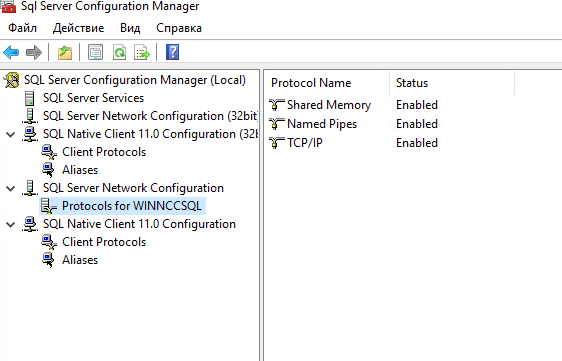 Sql Server Configuration Manager
Файл Действие Вид Справка
SQL Server Configuration Manager (Local)
SQL Server Services
SQL Server Network Configuration (32bit
SQL Native Client 11.0 Configuration (32b
Client Protocols
Aliases
SQL Server Network Configuration
Protocols for WINNCCSQL
SQL Native Client 11.0 Configuration
Client Protocols
Aliases
Protocol Name Status
Shared Memory Enabled
Named Pipes Enabled
TCP/IP Enabled